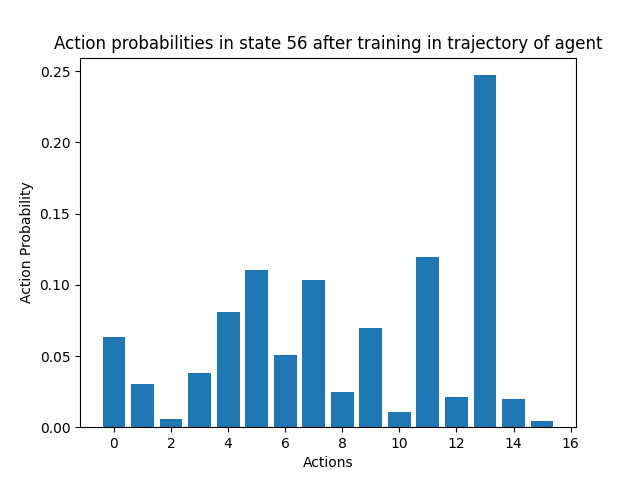 Action probabilities in state 56 after training in trajectory of agent
0.25
0.20
0.15
0.10
0.05
0.00
Action Probability
0 2 4 6 8 10 12 14 16
Actions